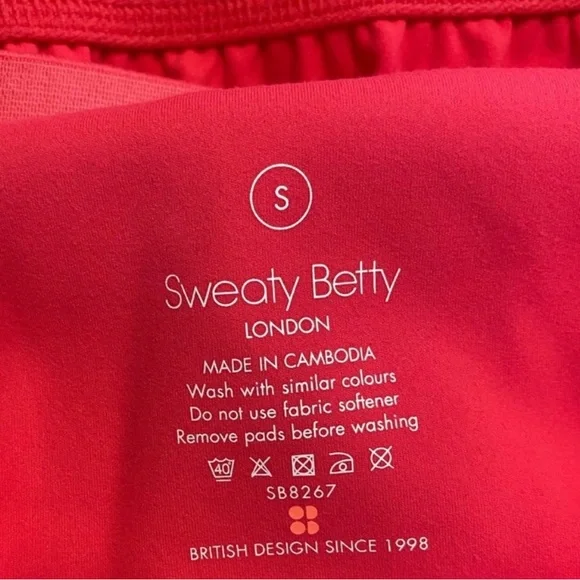 S
Sweaty Betty
LONDON
MADE IN CAMBODIA
Wash with similar colours
Do not use fabric softener
Remove pads before washing
40
SB8267
BRITISH DESIGN SINCE 1998